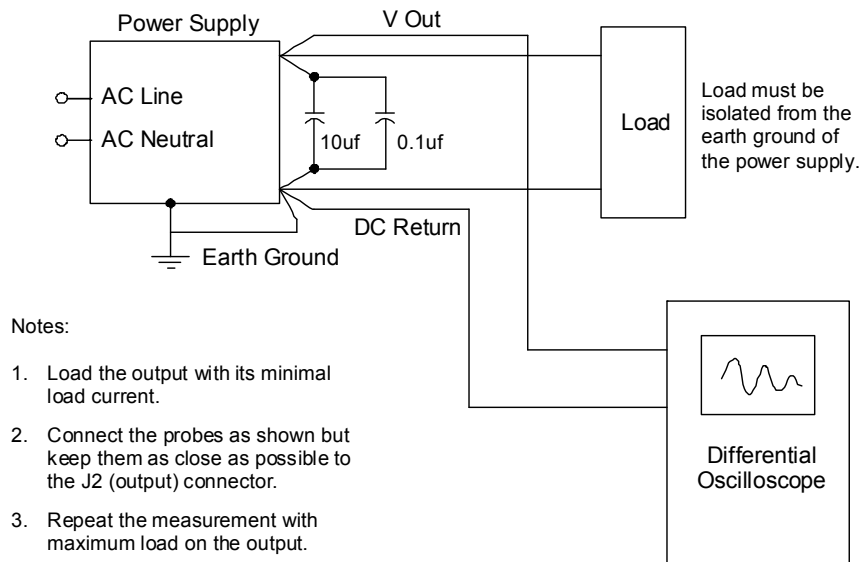 Power Supply
V Out
AC Line
AC Neutral
10uf
0.1uf
Load
Load must be
isolated from the
earth ground of
the power supply.
DC Return
Earth Ground
Notes:
1. Load the output with its minimal
load current.
2. Connect the probes as shown but
keep them as close as possible to
the J2 (output) connector.
3. Repeat the measurement with
maximum load on the output.
Differential
Oscilloscope